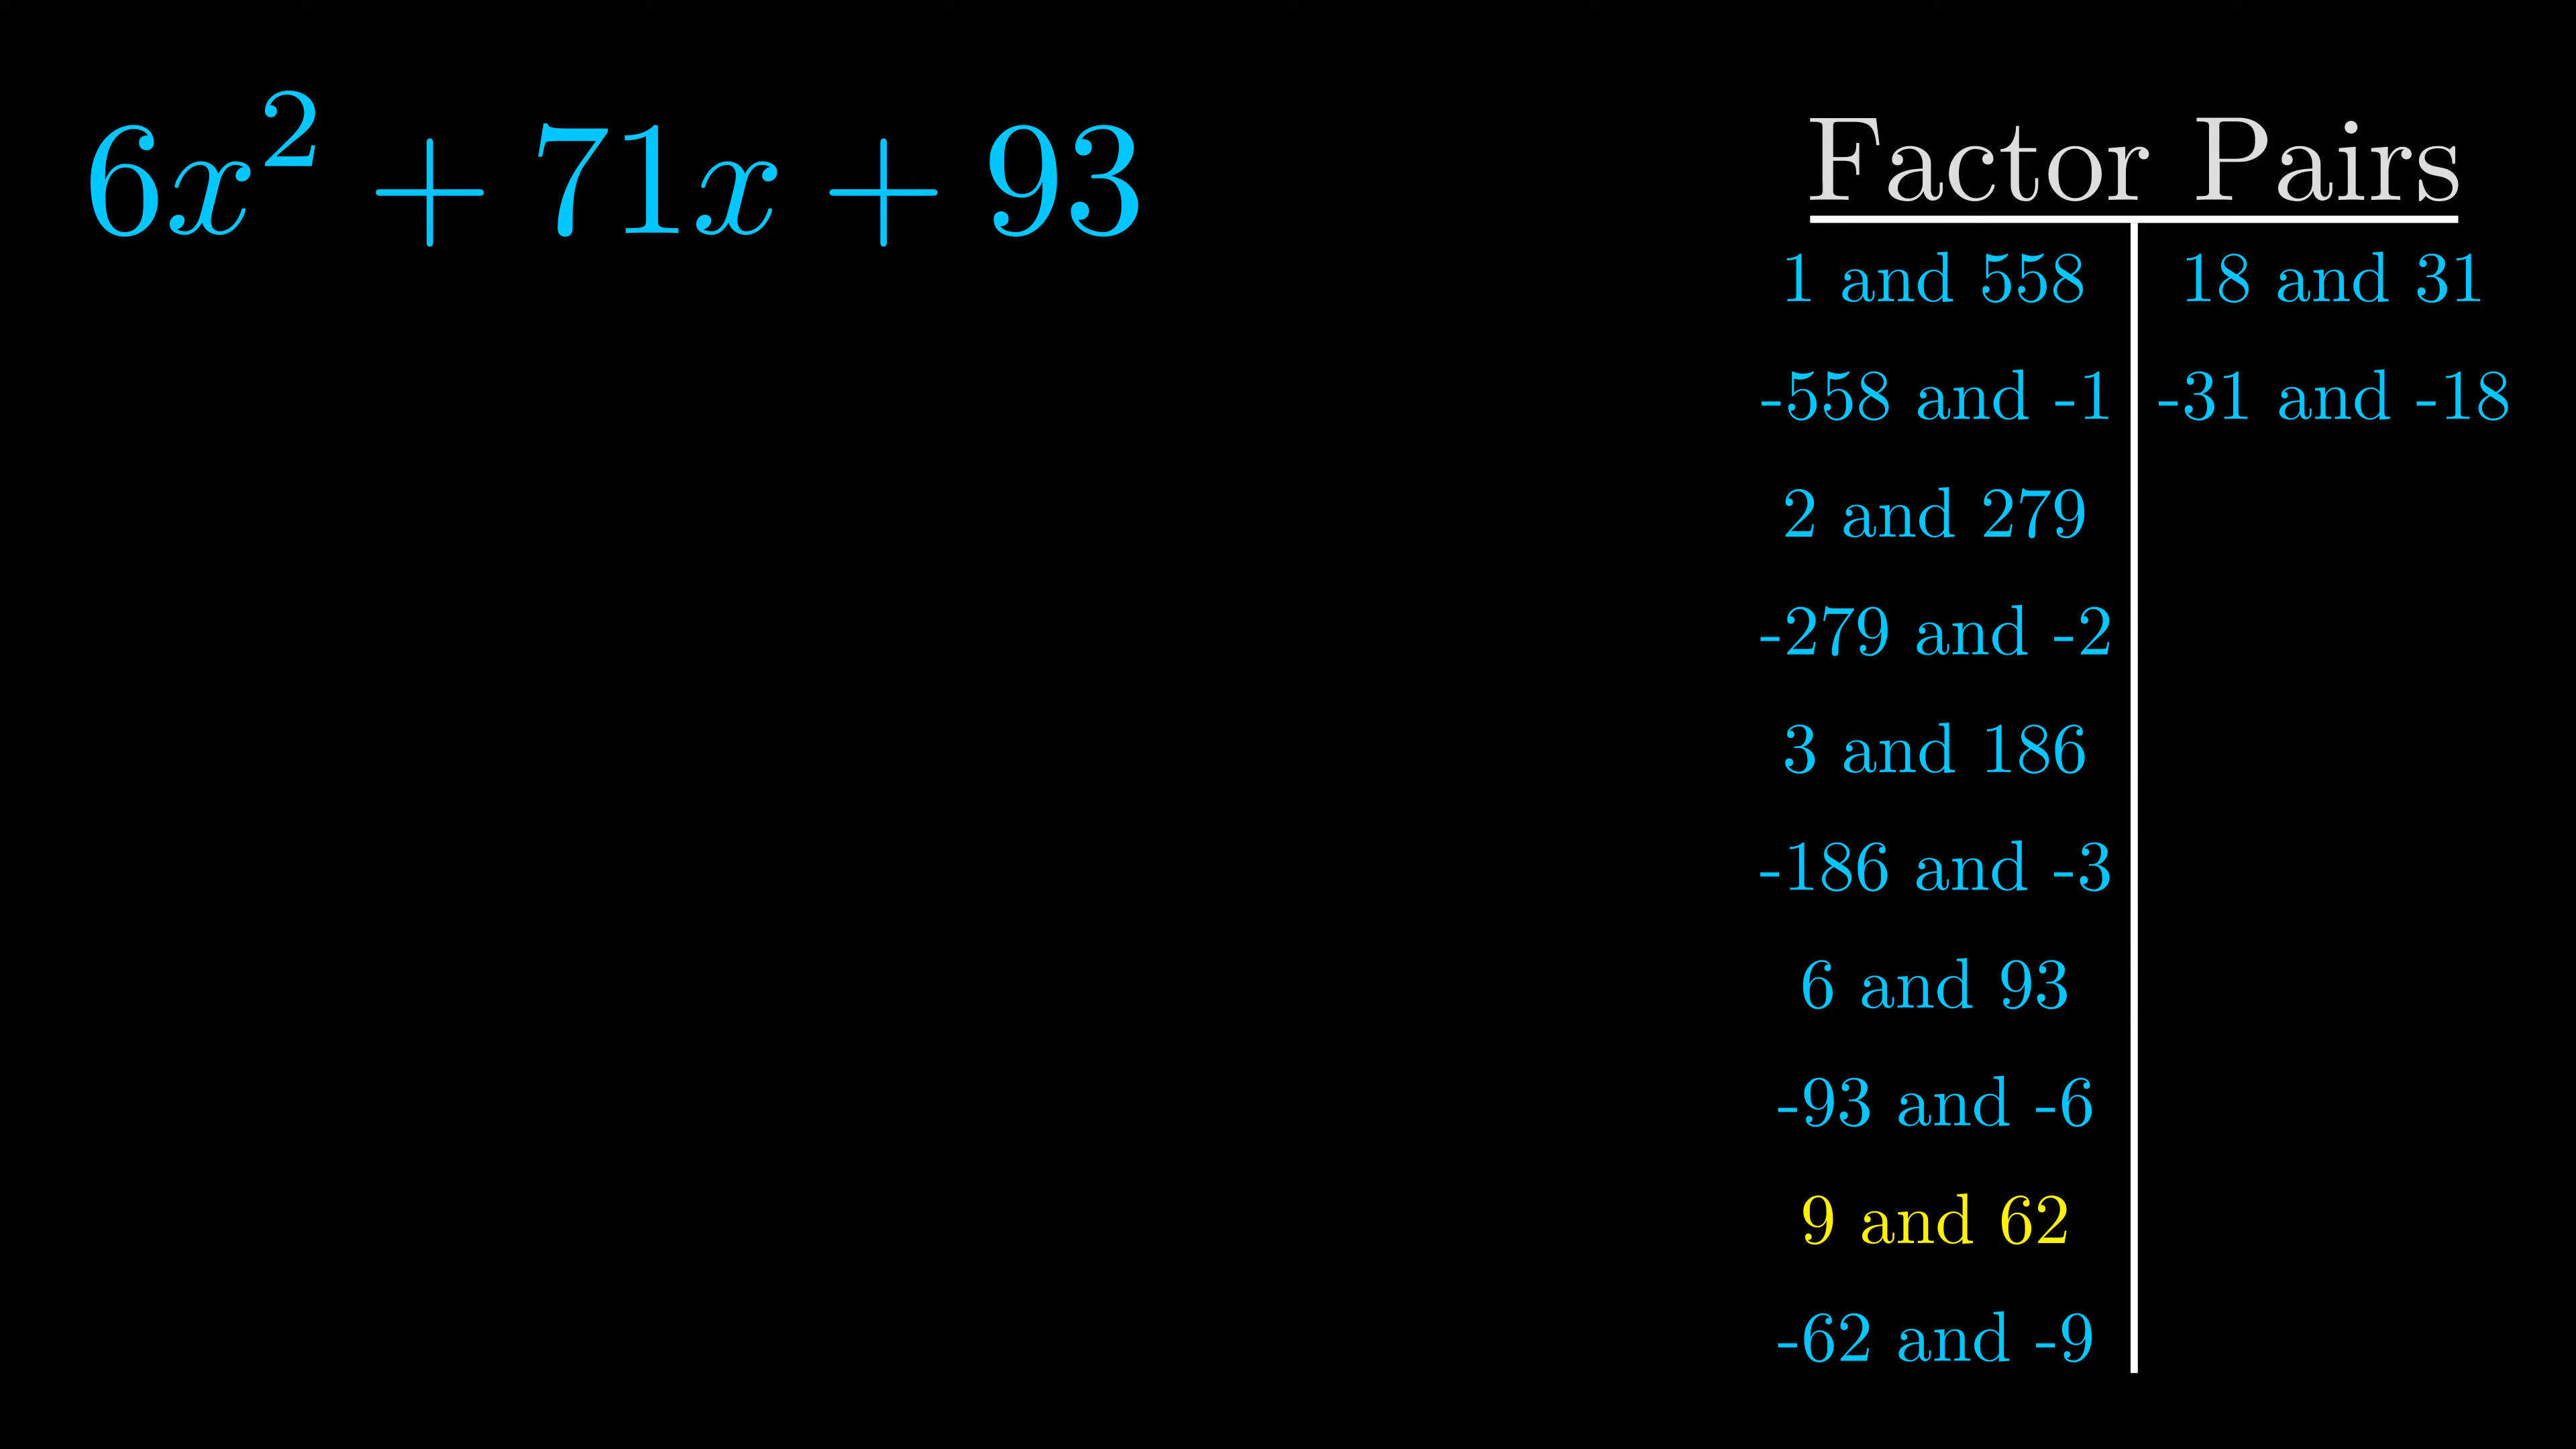 6x² + 71x + 93
Factor Pairs
1 and 558
-558 and -1
2 and 279
-279 and -2
3 and 186
-186 and -3
6 and 93
-93 and -6
9 and 62
-62 and -9
18 and 31
-31 and -18